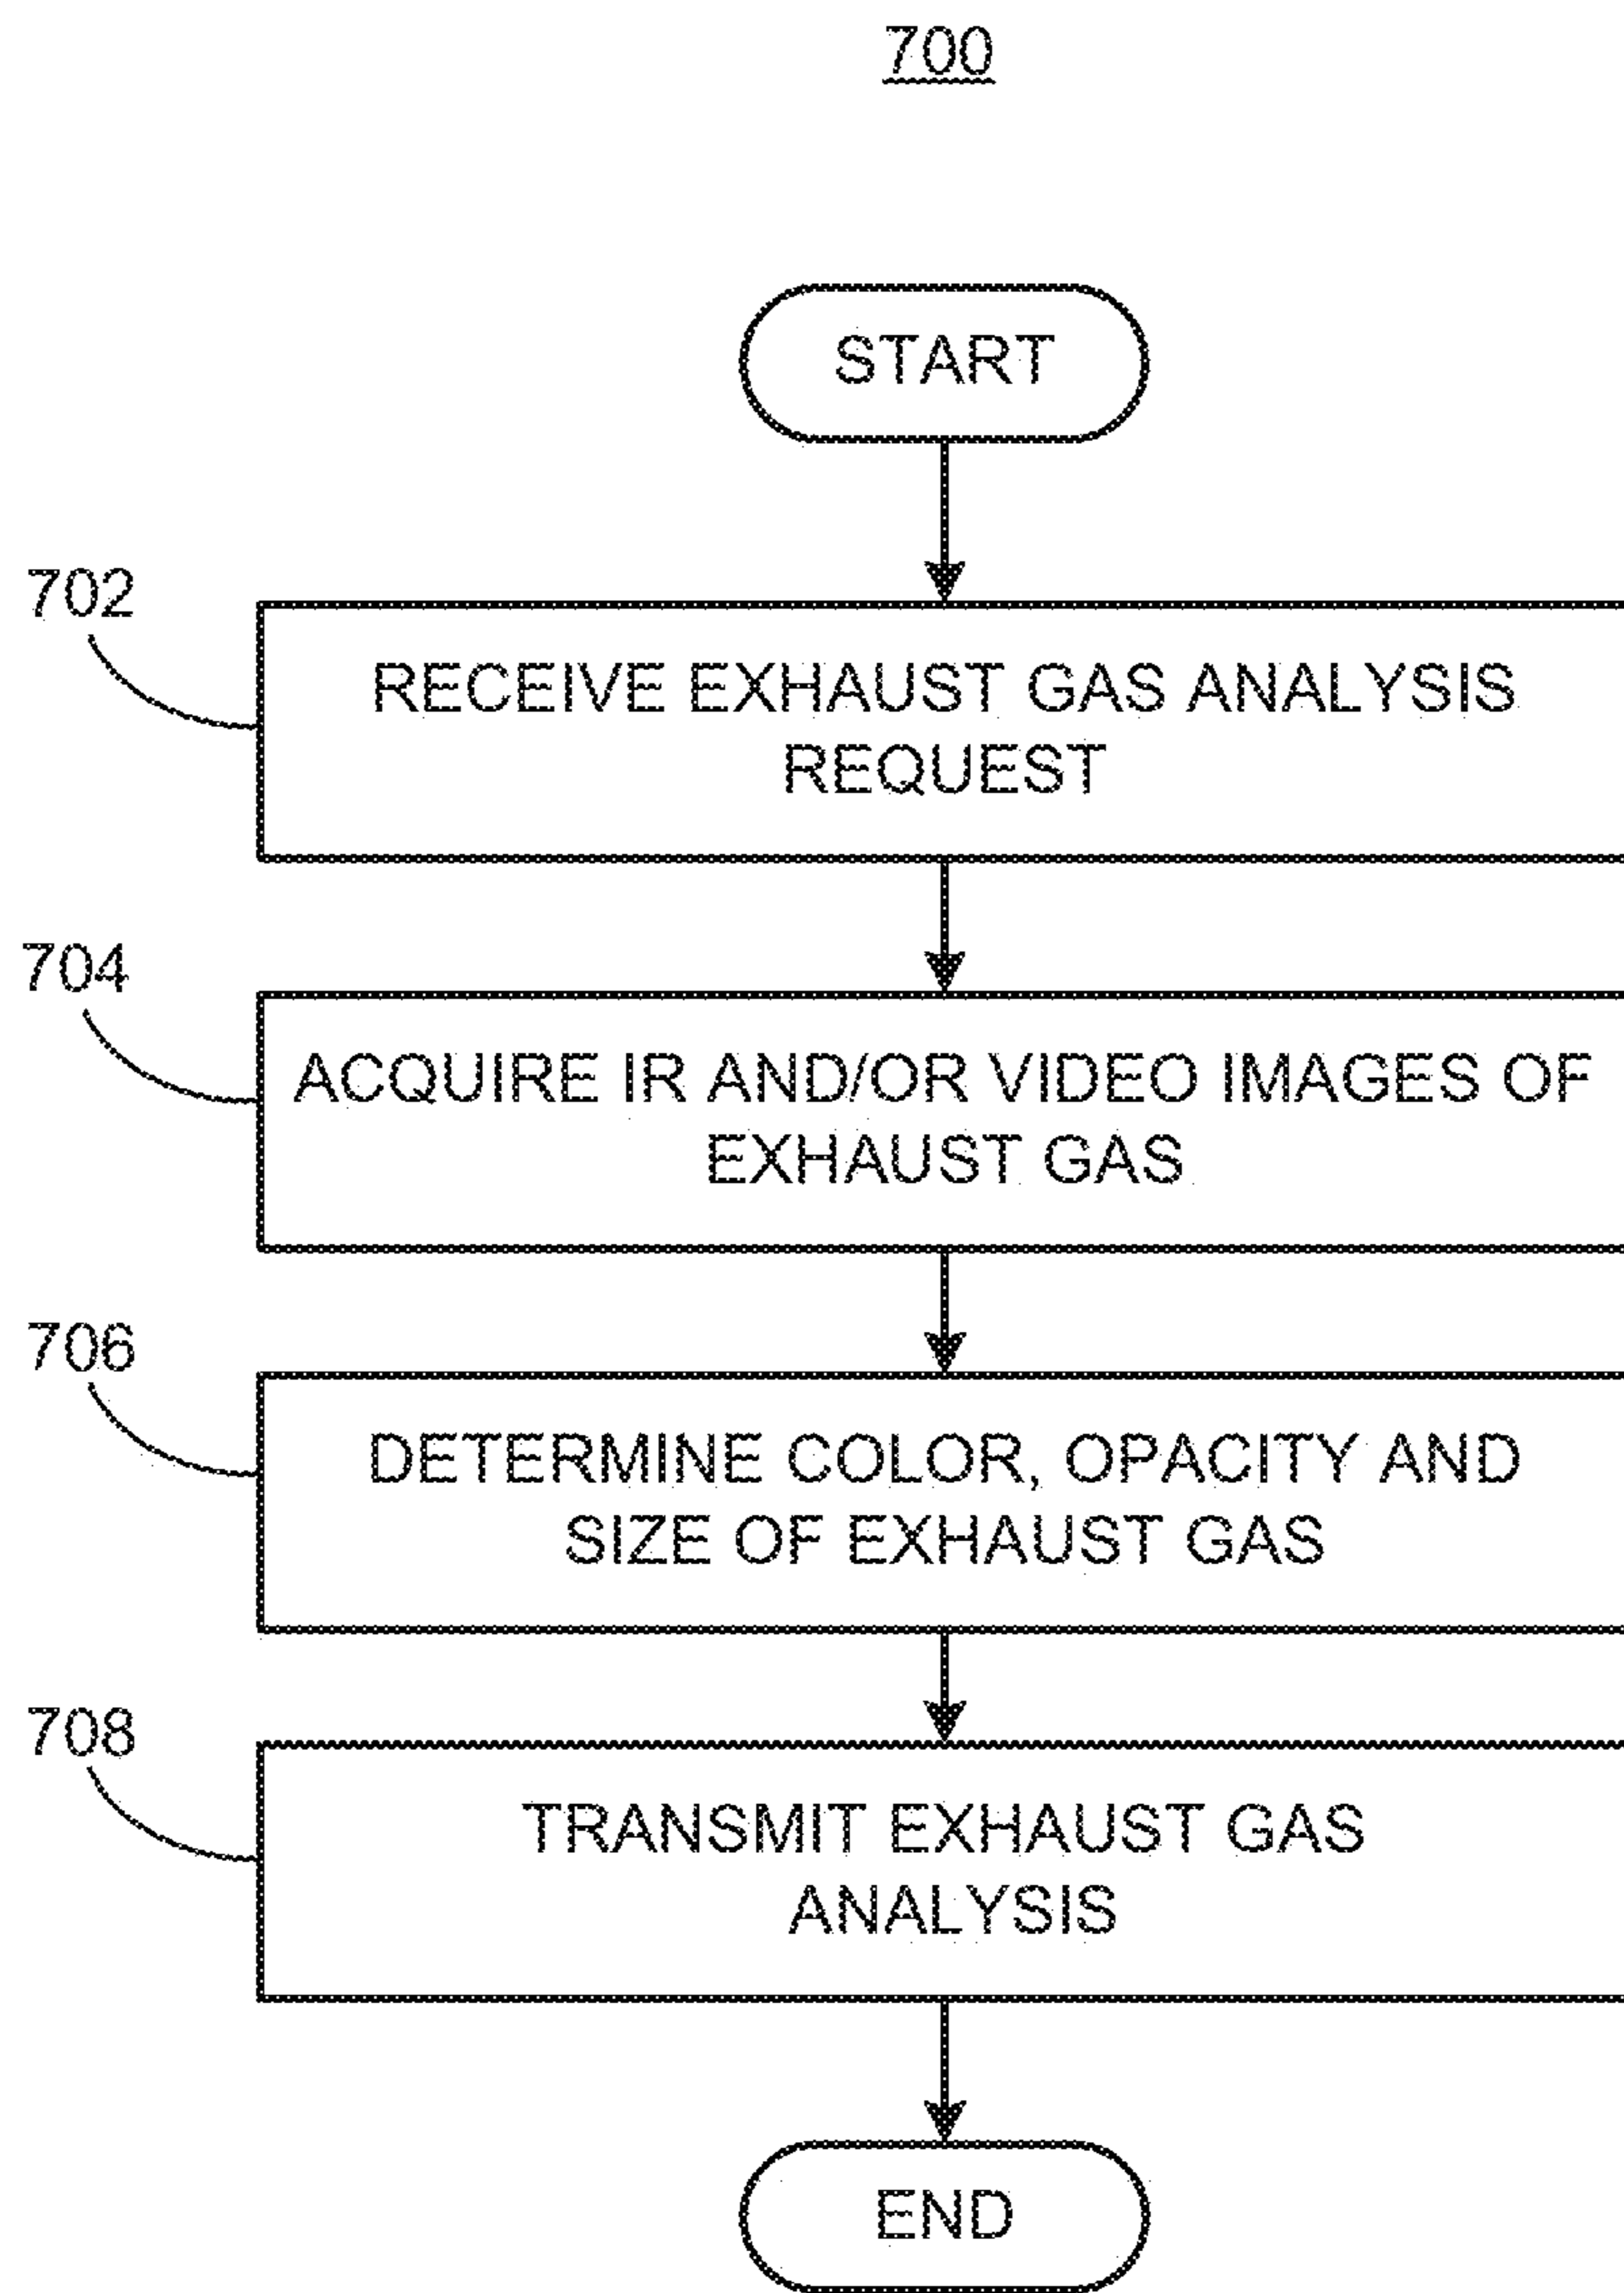 700
START
702
RECEIVE EXHAUST GAS ANALYSIS
REQUEST
704
ACQUIRE IR AND/OR VIDEO IMAGES OF
EXHAUST GAS
706
DETERMINE COLOR, OPACITY AND
SIZE OF EXHAUST GAS
708
TRANSMIT EXHAUST GAS
ANALYSIS
END